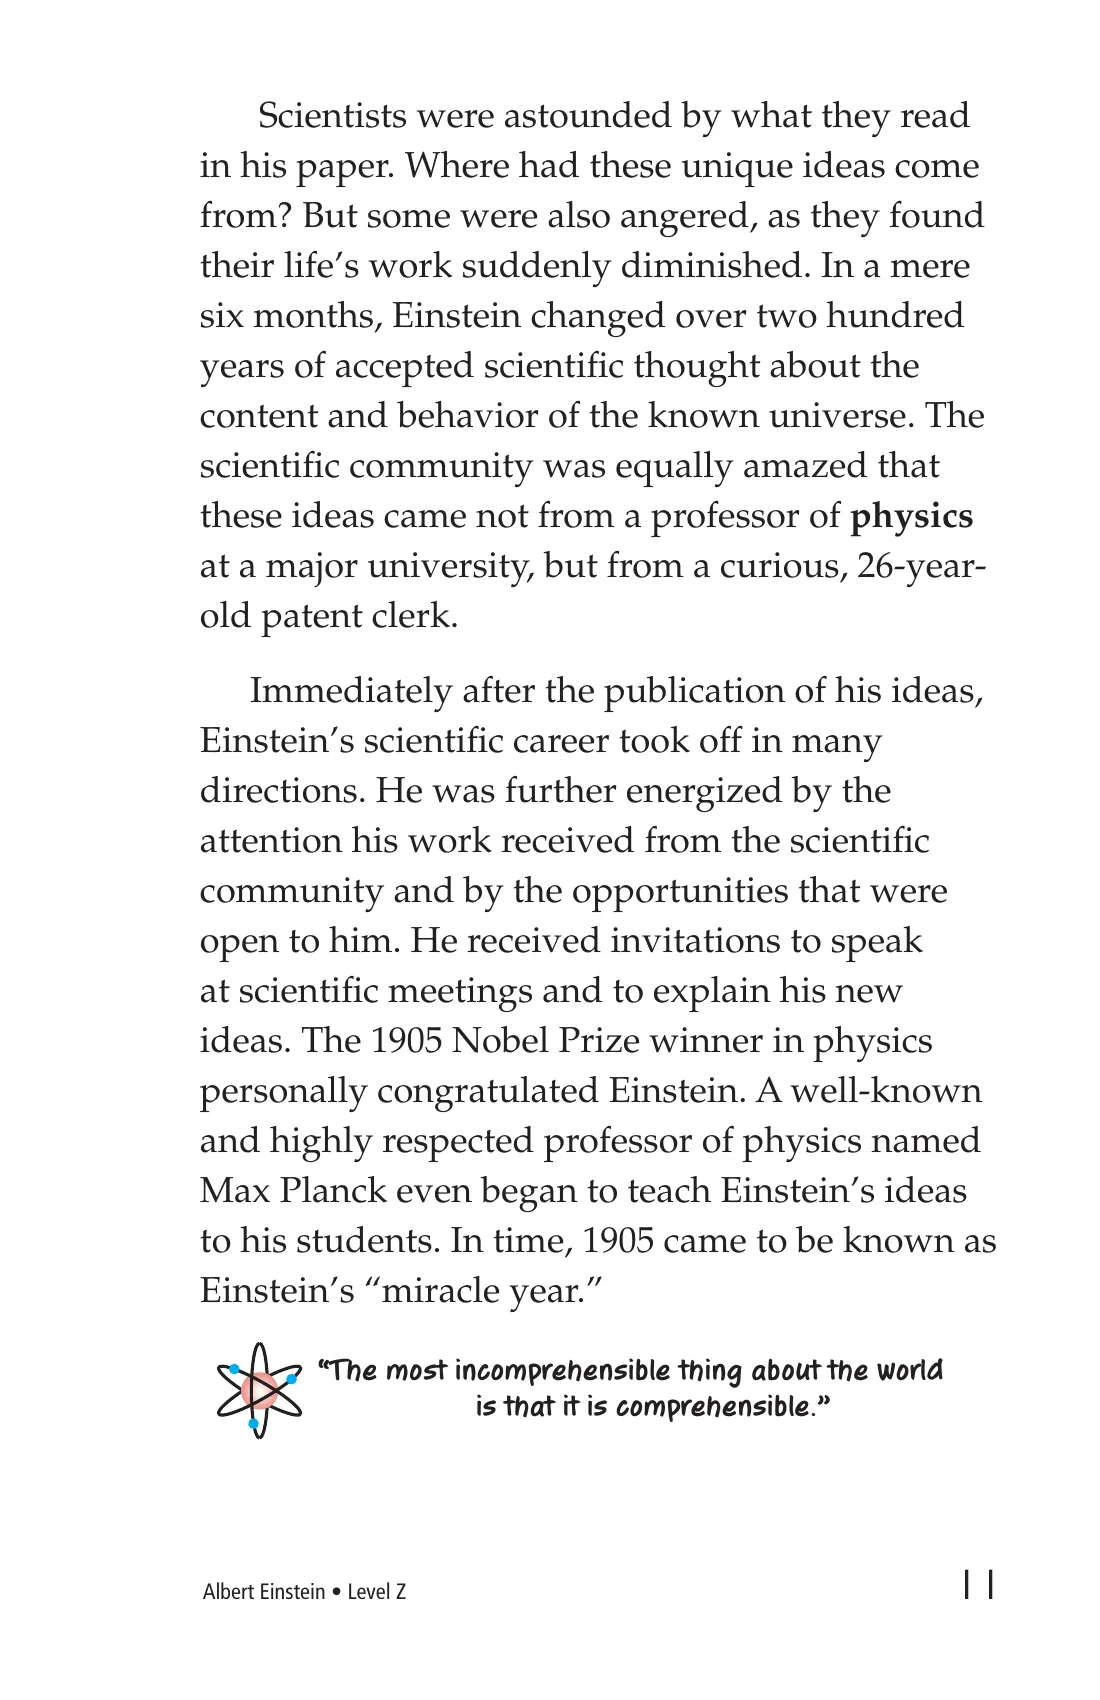 Scientists were astounded by what they read
in his paper. Where had these unique ideas come
from? But some were also angered, as they found
their life’s work suddenly diminished. In a mere
six months, Einstein changed over two hundred
years of accepted scientific thought about the
content and behavior of the known universe. The
scientific community was equally amazed that
these ideas came not from a professor of physics
at a major university, but from a curious, 26-year-
old patent clerk.
Immediately after the publication of his ideas,
Einstein’s scientific career took off in many
directions. He was further energized by the
attention his work received from the scientific
community and by the opportunities that were
open to him. He received invitations to speak
at scientific meetings and to explain his new
ideas. The 1905 Nobel Prize winner in physics
personally congratulated Einstein. A well-known
and highly respected professor of physics named
Max Planck even began to teach Einstein’s ideas
to his students. In time, 1905 came to be known as
Einstein’s “miracle year.”
“The most incomprehensible thing about the world
is that it is comprehensible.”
Albert Einstein • Level Z
11